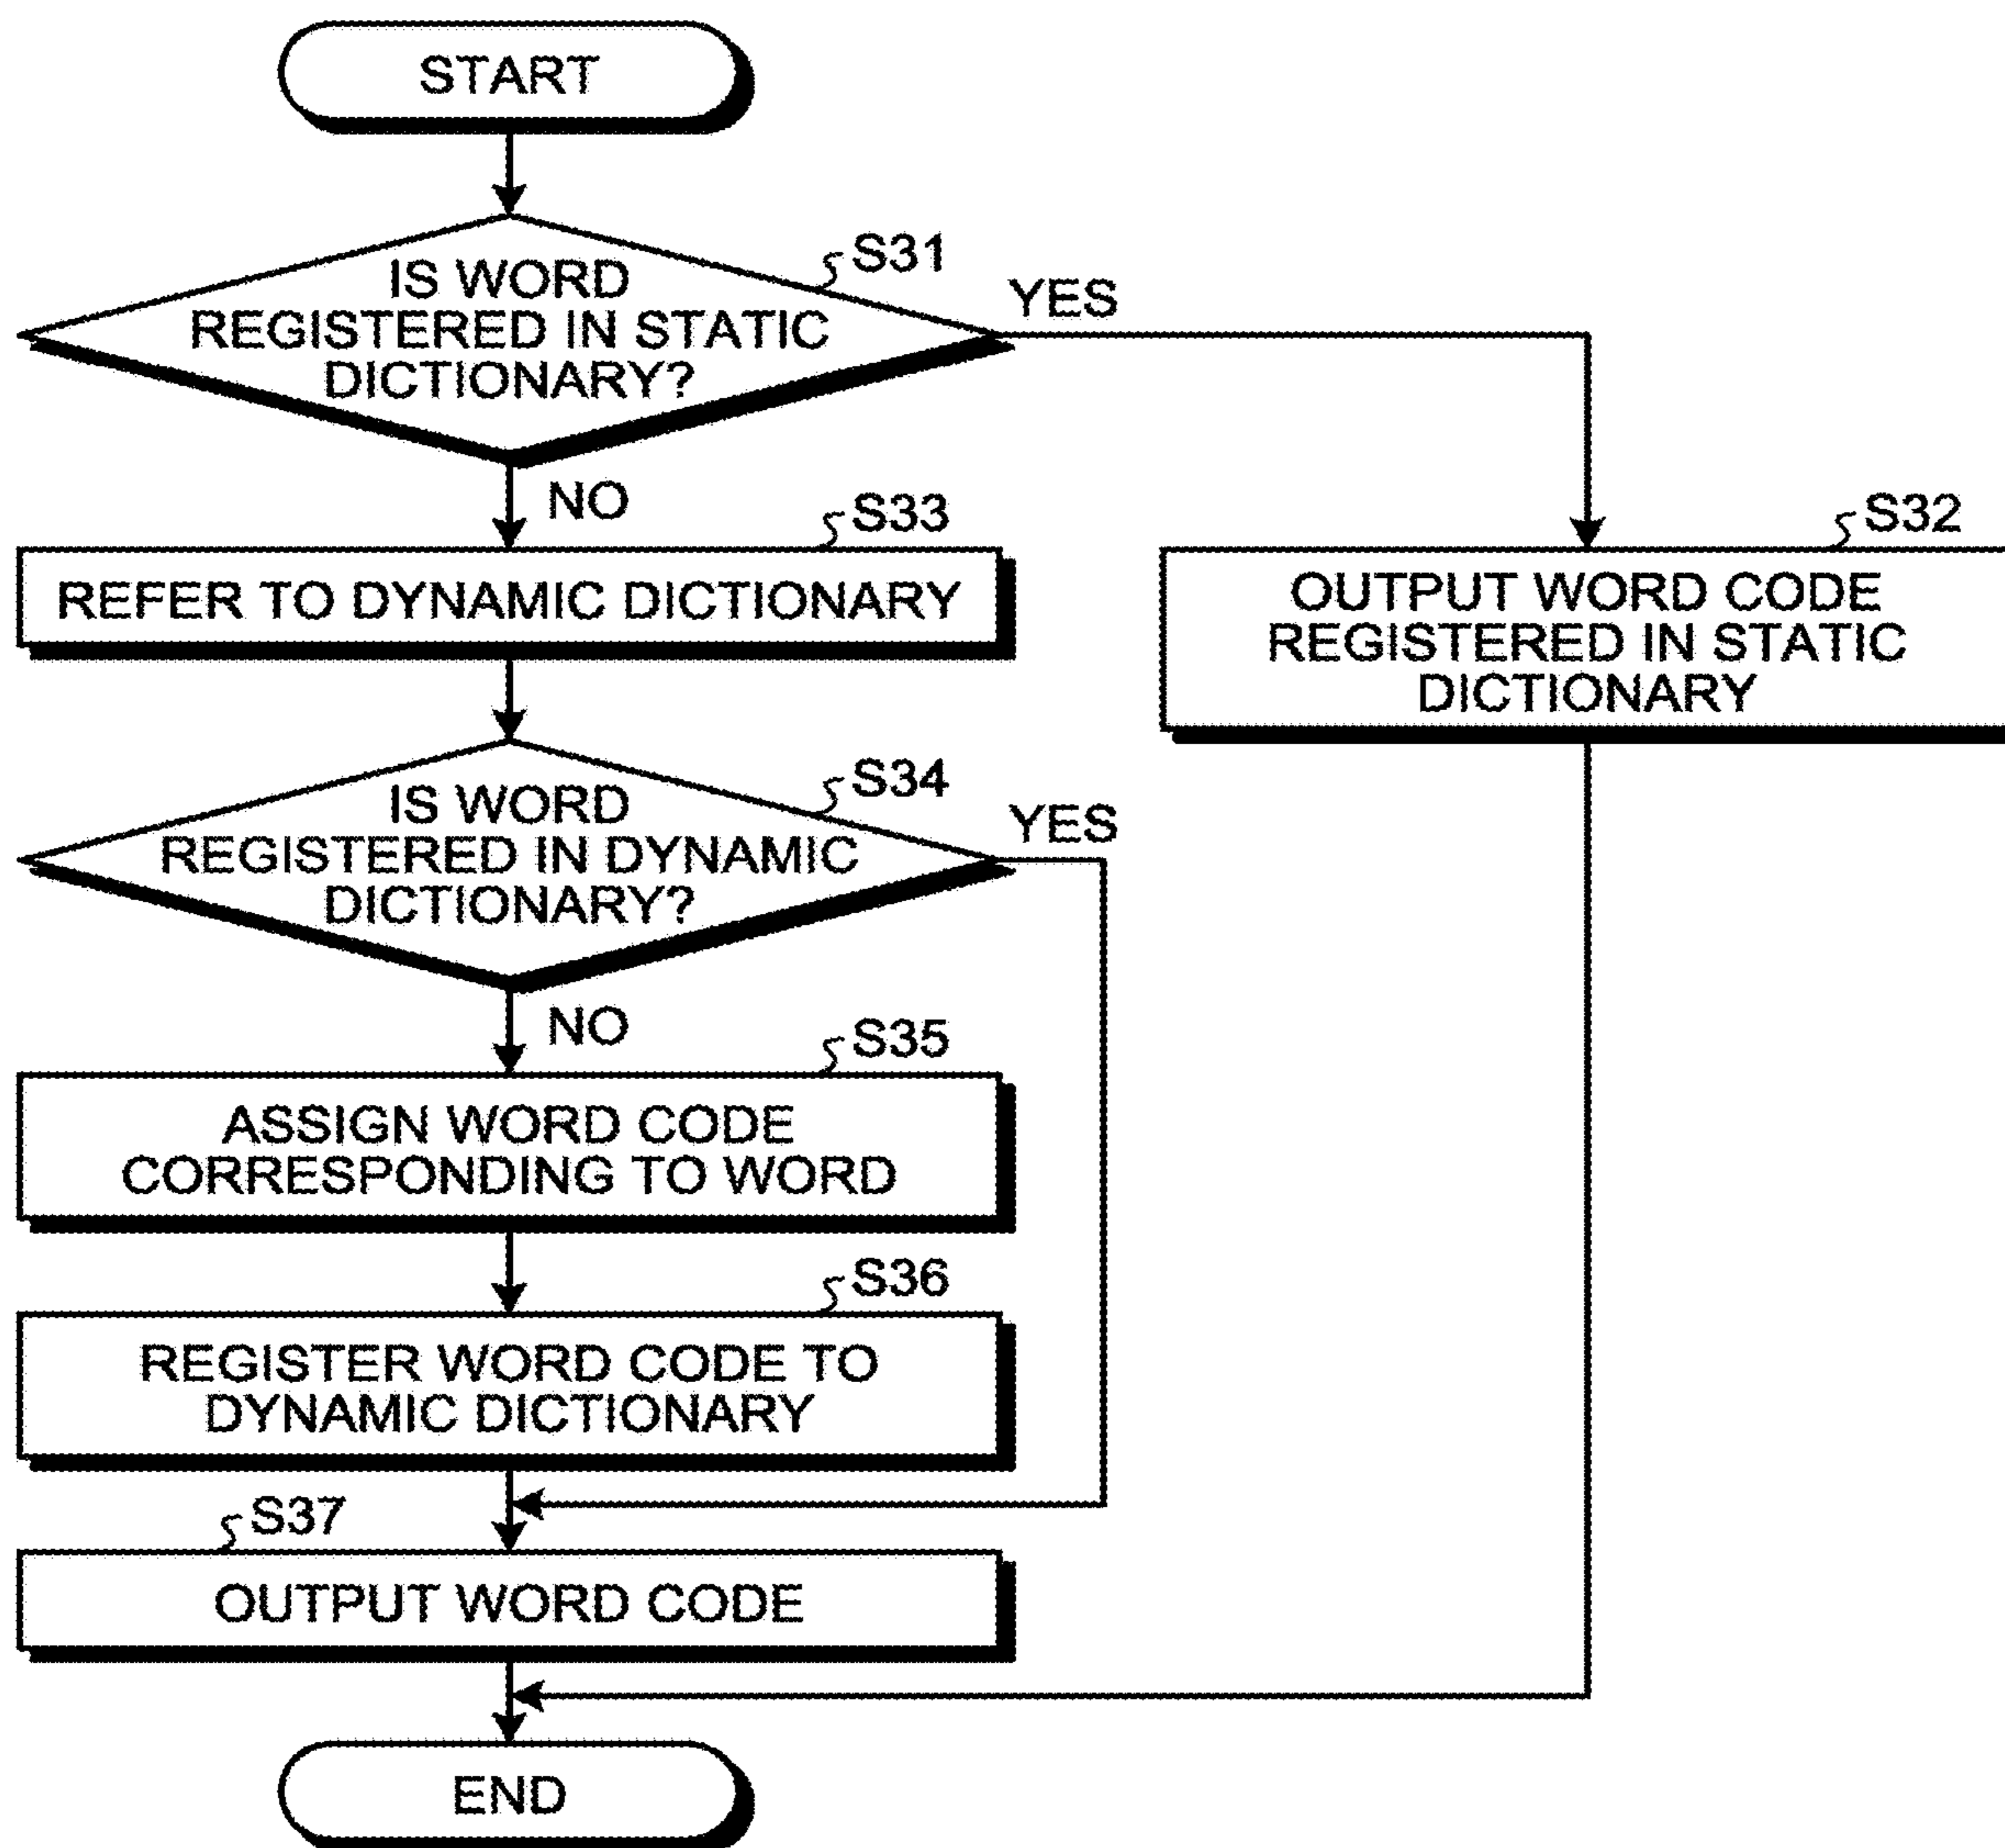 START
S31
IS WORD
REGISTERED IN STATIC
DICTIONARY?
YES
NO
S33
REFER TO DYNAMIC DICTIONARY
S32
OUTPUT WORD CODE
REGISTERED IN STATIC
DICTIONARY
S34
IS WORD
REGISTERED IN DYNAMIC
DICTIONARY?
YES
NO
S35
ASSIGN WORD CODE
CORRESPONDING TO WORD
S36
REGISTER WORD CODE TO
DYNAMIC DICTIONARY
S37
OUTPUT WORD CODE
END